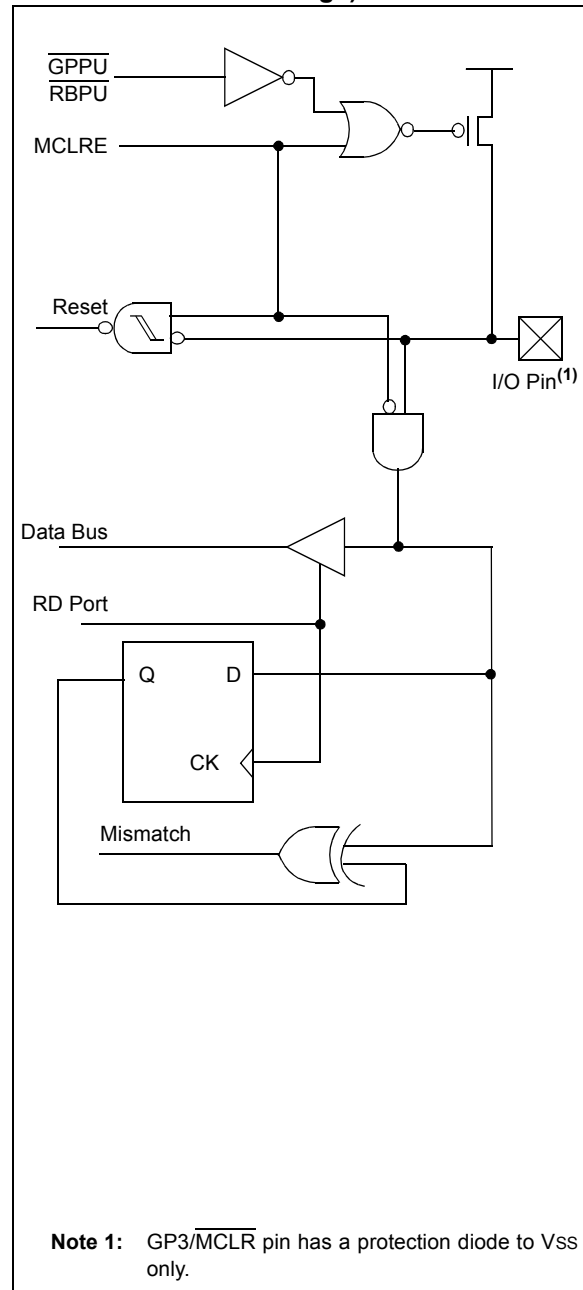 GPPU
RBPU
MCLRE
Reset
I/O Pin(1)
Data Bus
RD Port
Q D
CK
Mismatch
Note 1: GP3/MCLR pin has a protection diode to VSS
only.